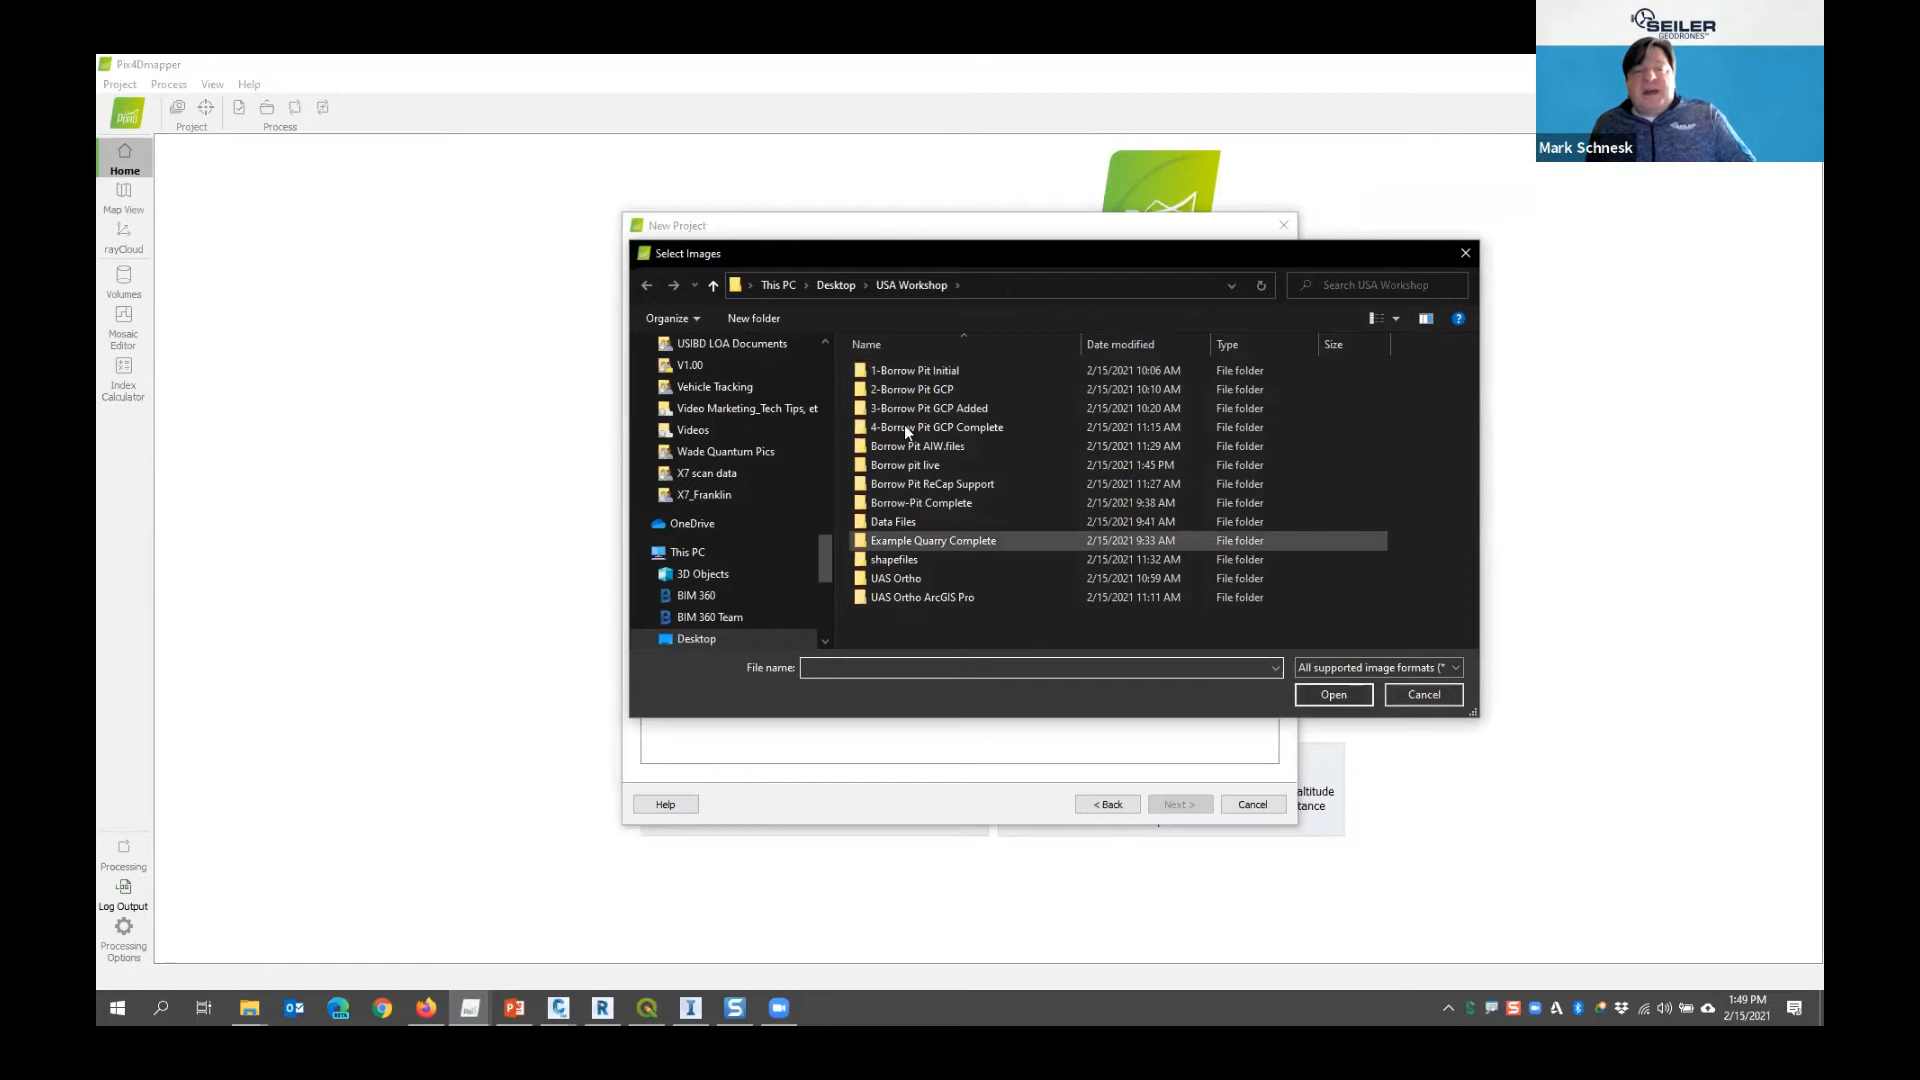 SEILER
GEODRONES
Mark Schnesk
Pix4Dmapper
Project Process View Help
Project Process
Home
Map View
rayCloud
Volumes
Mosaic
Editor
Index
Calculator
Processing
Log Output
Processing
Options
New Project
Select Images
This PC > Desktop > USA Workshop >
Search USA Workshop
Organize New folder
USIBD LOA Documents
V1.00
Vehicle Tracking
Video Marketing_Tech Tips, et
Videos
Wade Quantum Pics
X7 scan data
X7_Franklin
OneDrive
This PC
3D Objects
BIM 360
BIM 360 Team
Desktop
Name Date modified Type Size
1-Borrow Pit Initial 2/15/2021 10:06 AM File folder
2-Borrow Pit GCP 2/15/2021 10:10 AM File folder
3-Borrow Pit GCP Added 2/15/2021 10:20 AM File folder
4-Borrow Pit GCP Complete 2/15/2021 11:15 AM File folder
Borrow Pit AIW.files 2/15/2021 11:29 AM File folder
Borrow pit live 2/15/2021 1:45 PM File folder
Borrow Pit ReCap Support 2/15/2021 11:27 AM File folder
Borrow-Pit Complete 2/15/2021 9:38 AM File folder
Data Files 2/15/2021 9:41 AM File folder
Example Quarry Complete 2/15/2021 9:33 AM File folder
shapefiles 2/15/2021 11:32 AM File folder
UAS Ortho 2/15/2021 10:59 AM File folder
UAS Ortho ArcGIS Pro 2/15/2021 11:11 AM File folder
File name:
All supported image formats (*
Open Cancel
Help < Back Next > Cancel
altitude
tance
1:49 PM
2/15/2021